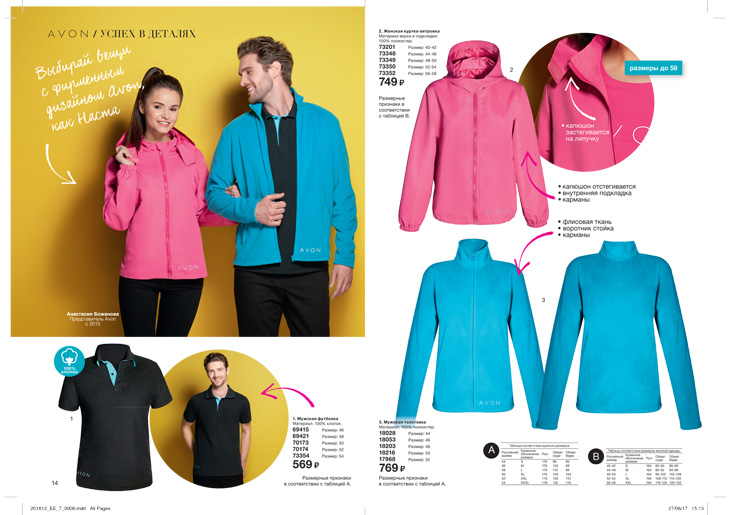 AVON / УСПЕХ В ДЕТАЛЯХ
Выбирай вещи
с фирменным
дизайном Avon,
как Настя
AVON
AVON
Анастасия Боженова
Представитель Avon
с 2015
100%
ХЛОПОК
1
AVON
1. Мужская футболка
Материал: 100% хлопок.
69415 Размер: 46
69421 Размер: 48
70173 Размер: 50
70174 Размер: 52
73354 Размер: 54
569 ₽
Размерные признаки
в соответствии с таблицей А.
14
2. Женская куртка-ветровка
Материал верха и подкладки:
100% полиэстер.
73201 Размер: 40-42
73348 Размер: 44-46
73349 Размер: 48-50
73350 Размер: 52-54
73352 Размер: 56-58
749 ₽
Размерные
признаки в
соответствии
с таблицей В.
2
размеры до 58
• капюшон
застегивается
на липучку
• капюшон отстегивается
• внутренняя подкладка
• карманы
• флисовая ткань
• воротник стойка
• карманы
3
AVON
3. Мужская толстовка
Материал: 100% полиэстер.
18028 Размер: 44
18053 Размер: 46
18203 Размер: 48
18216 Размер: 50
17968 Размер: 52
769 ₽
Размерные признаки
в соответствии с таблицей А.
A
Таблица соответствия мужских размеров
B
Таблица соответствия размеров женской одежды
201812_EE_7_0008.indd All Pages
27/06/17 15:13